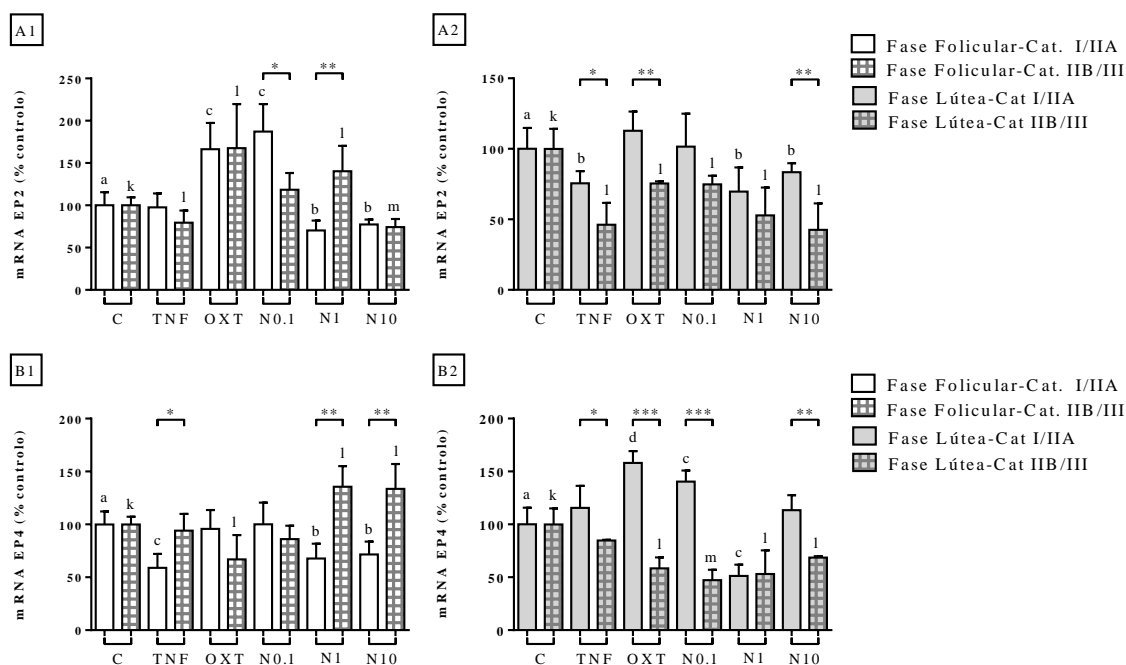 A1
mRNA EP2 (% controlo)
250
200
150
100
50
0
a k c l c l b b m
l
* **
C TNF OXT N0.1 N1 N10
A2
mRNA EP2 (% controlo)
150
100
50
0
a k b l l l b l b l
* ** **
C TNF OXT N0.1 N1 N10
Fase Folicular-Cat. I/IIA
Fase Folicular-Cat. IIB/III
Fase Lútea-Cat I/IIA
Fase Lútea-Cat IIB/III
B1
mRNA EP4 (% controlo)
200
150
100
50
0
a k c l b l b l
* ** **
C TNF OXT N0.1 N1 N10
B2
mRNA EP4 (% controlo)
200
150
100
50
0
a k d l c m c l l
* *** *** **
C TNF OXT N0.1 N1 N10
Fase Folicular-Cat. I/IIA
Fase Folicular-Cat. IIB/III
Fase Lútea-Cat I/IIA
Fase Lútea-Cat IIB/III